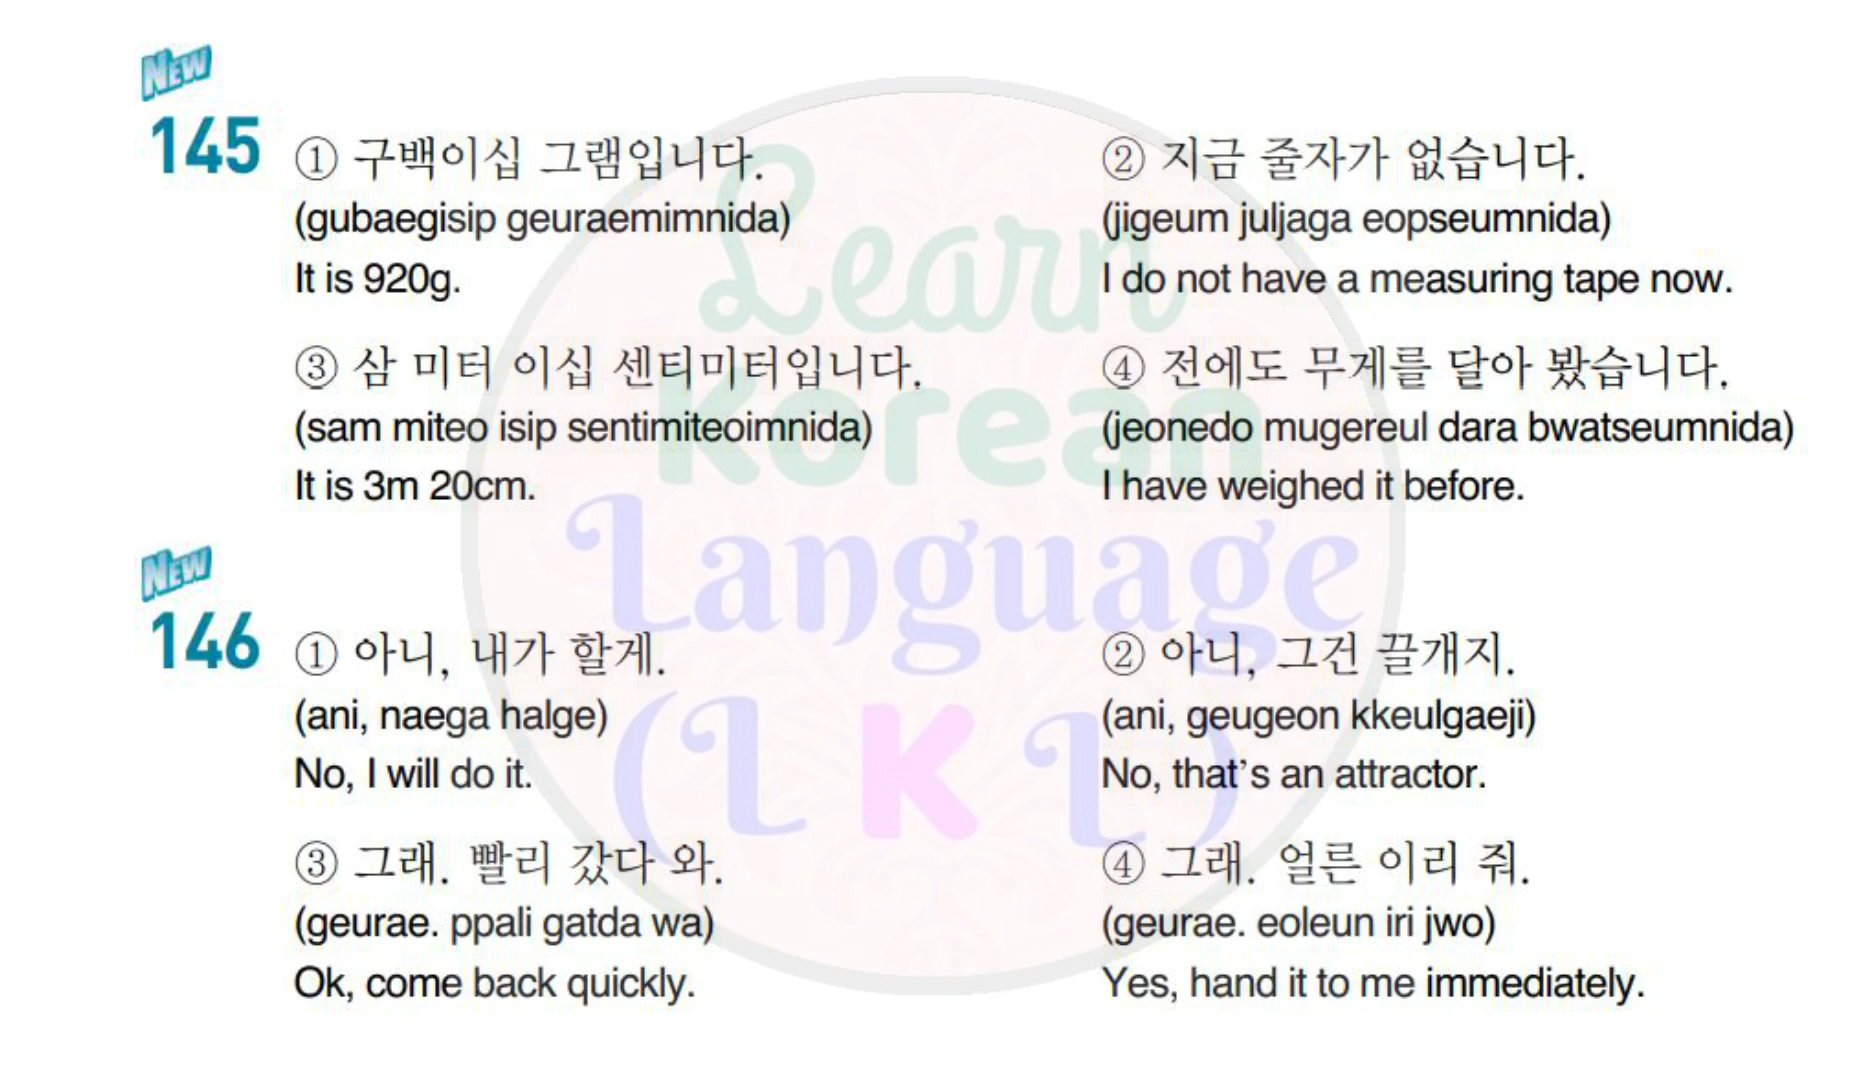 NEW
145
① 구백이십 그램입니다.
(gubaegisip geuraemimnida)
It is 920g.
② 지금 줄자가 없습니다.
(jigeum juljaga eopseumnida)
I do not have a measuring tape now.
③ 삼 미터 이십 센티미터입니다.
(sam miteo isip sentimiteoimnida)
It is 3m 20cm.
④ 전에도 무게를 달아 봤습니다.
(jeonedo mugereul dara bwatseumnida)
I have weighed it before.
NEW
146
① 아니, 내가 할게.
(ani, naega halge)
No, I will do it.
② 아니, 그건 끌개지.
(ani, geugeon kkeulgaeji)
No, that's an attractor.
③ 그래. 빨리 갔다 와.
(geurae. ppali gatda wa)
Ok, come back quickly.
④ 그래. 얼른 이리 줘.
(geurae. eoleun iri jwo)
Yes, hand it to me immediately.
Learn
Korean
Language
(L K L)